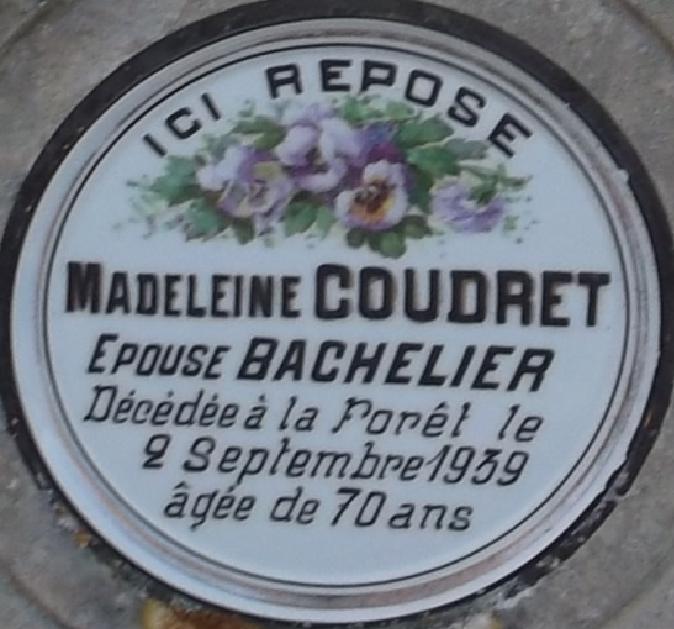 ICI REPOSE
MADELEINE COUDRET
EPOUSE BACHELIER
Décédée à la Forêt le
2 Septembre 1939
âgée de 70 ans